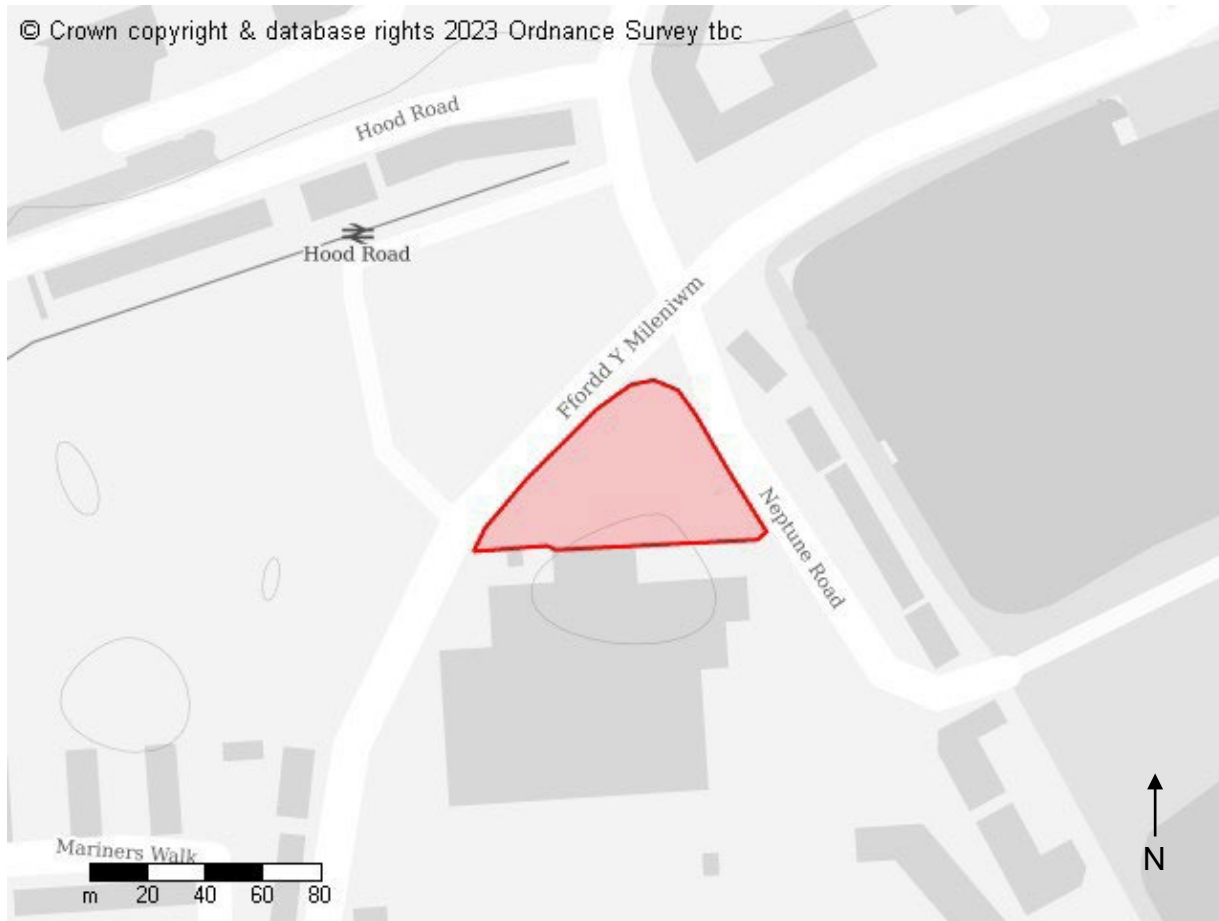 © Crown copyright & database rights 2023 Ordnance Survey tbc
Hood Road
Hood Road
Ffordd Y Mileniwm
Neptune Road
Mariners Walk
m 20 40 60 80
N